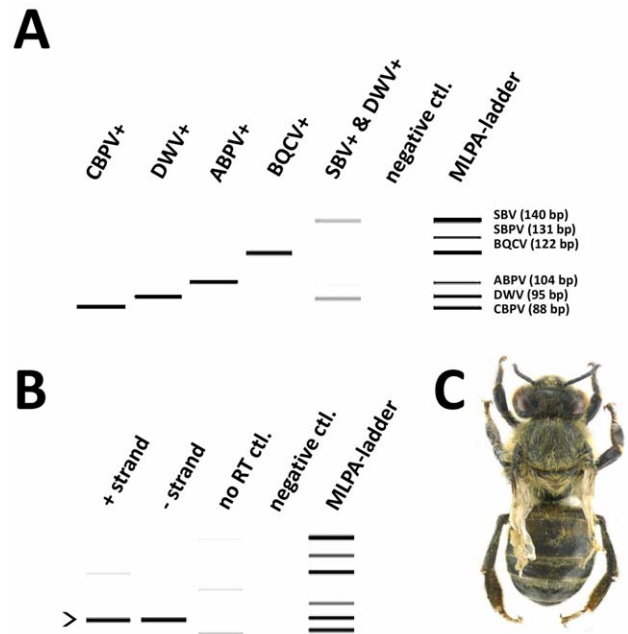 A
CBPV+
DWV+
ABPV+
BQCV+
SBV+ & DWV+
negative ctl.
MLPA-ladder
SBV (140 bp)
SBPV (131 bp)
BQCV (122 bp)
ABPV (104 bp)
DWV (95 bp)
CBPV (88 bp)
B
+ strand
- strand
no RT ctl.
negative ctl.
MLPA-ladder
>
C